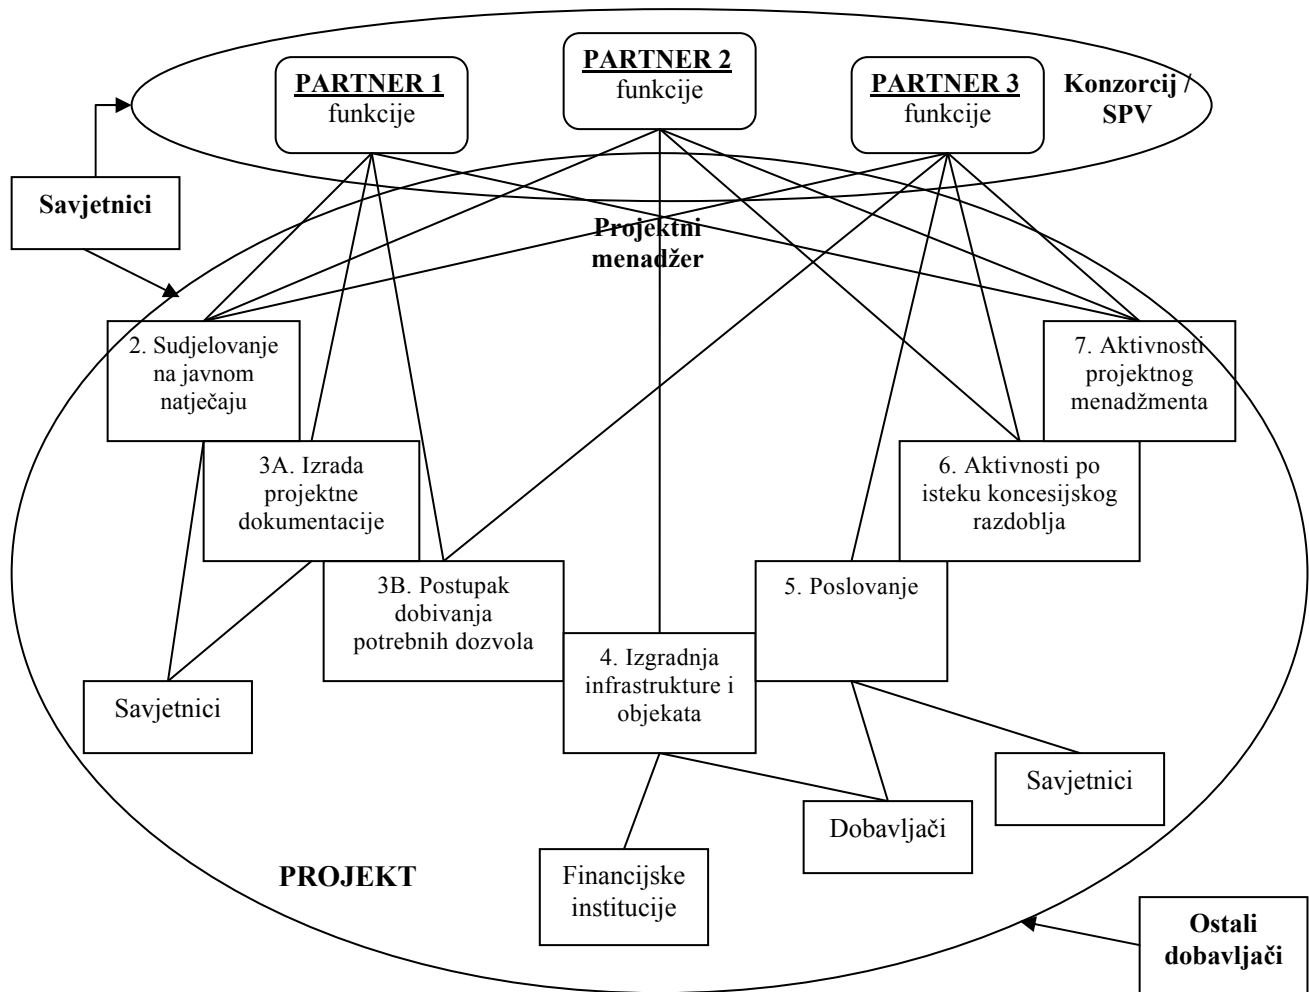 PARTNER 1
funkcije
PARTNER 2
funkcije
PARTNER 3
funkcije
Konzorcij /
SPV
Savjetnici
Projektni
menadžer
2. Sudjelovanje
na javnom
natječaju
7. Aktivnosti
projektnog
menadžmenta
3A. Izrada
projektne
dokumentacije
6. Aktivnosti po
isteku koncesijskog
razdoblja
3B. Postupak
dobivanja
potrebnih dozvola
5. Poslovanje
4. Izgradnja
infrastrukture i
objekata
Savjetnici
Savjetnici
Dobavljači
PROJEKT
Financijske
institucije
Ostali
dobavljači